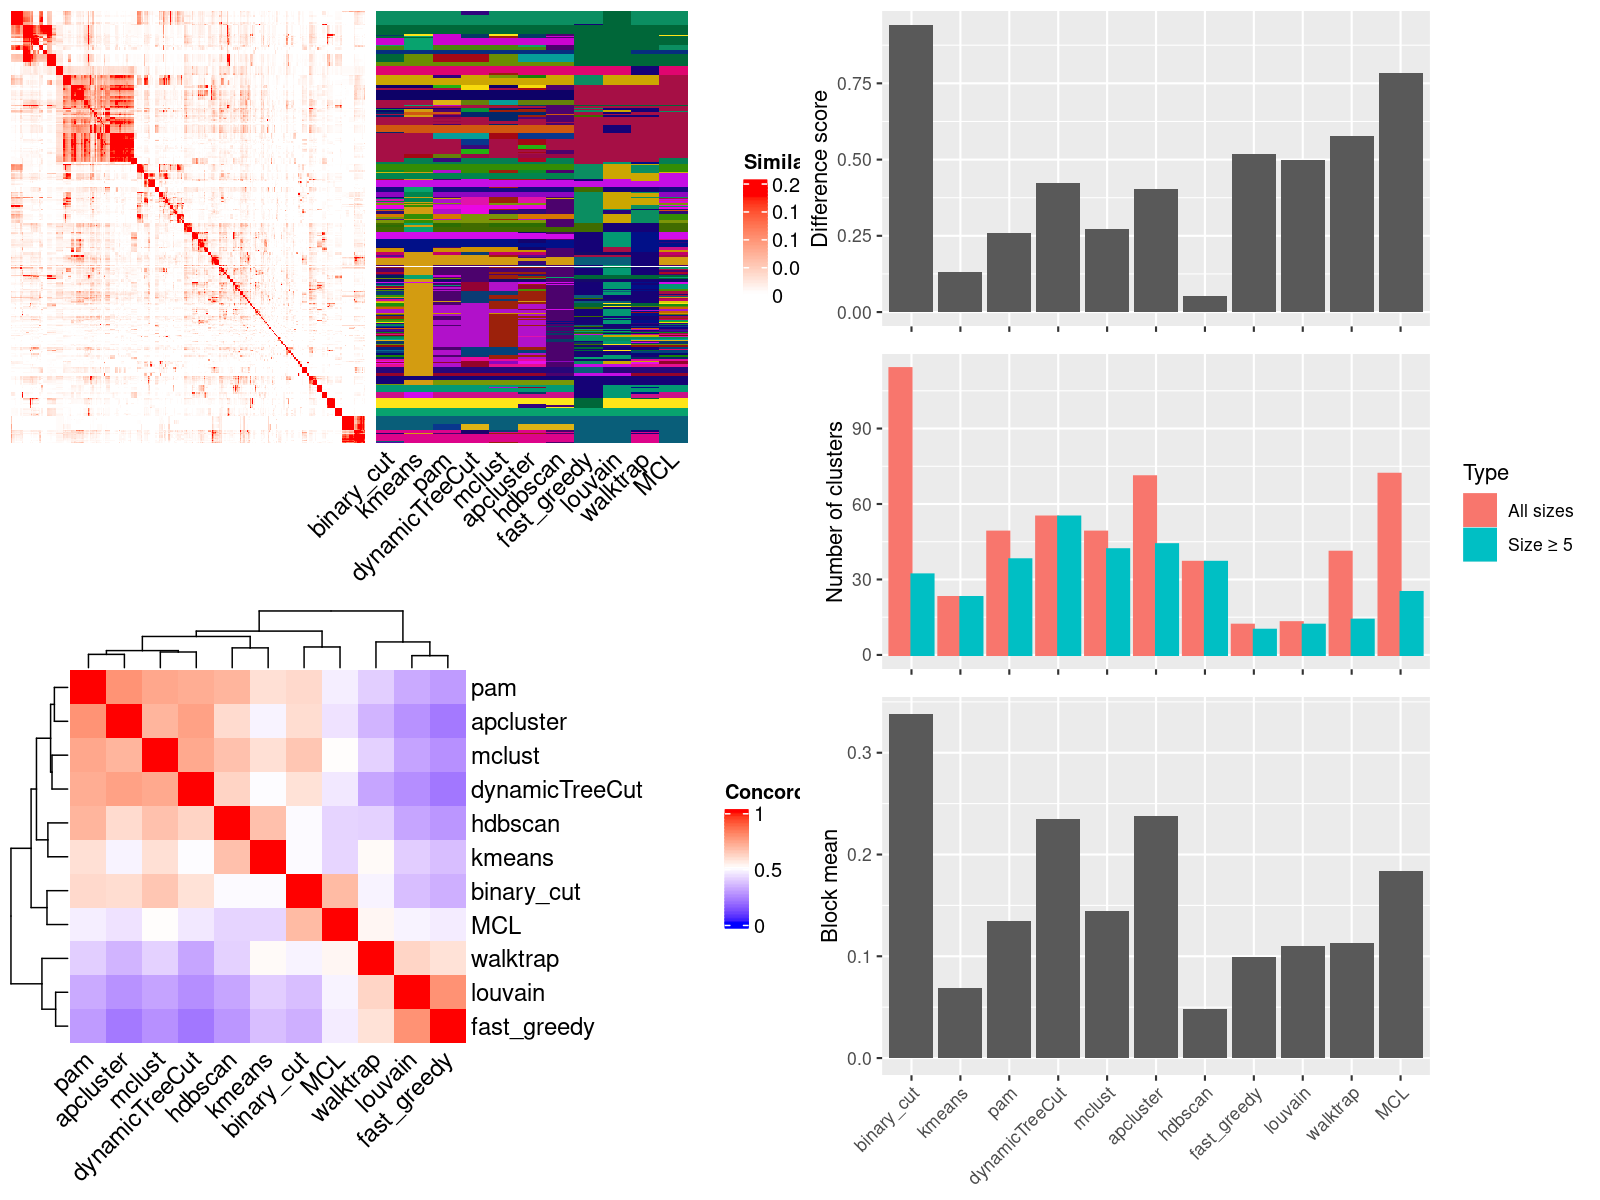 Simila
0.2
0.1
0.1
0.0
0
binary_cut
kmeans
pam
dynamicTreeCut
mclust
apcluster
hdbscan
fast_greedy
louvain
walktrap
MCL
pam
apcluster
mclust
dynamicTreeCut
hdbscan
kmeans
binary_cut
MCL
walktrap
louvain
fast_greedy
Concord
1
0.5
0
pam
apcluster
mclust
dynamicTreeCut
hdbscan
kmeans
binary_cut
MCL
walktrap
louvain
fast_greedy
Difference score
0.75
0.50
0.25
0.00
Number of clusters
90
60
30
0
Type
All sizes
Size ≥ 5
Block mean
0.3
0.2
0.1
0.0
binary_cut
kmeans
pam
dynamicTreeCut
mclust
apcluster
hdbscan
fast_greedy
louvain
walktrap
MCL